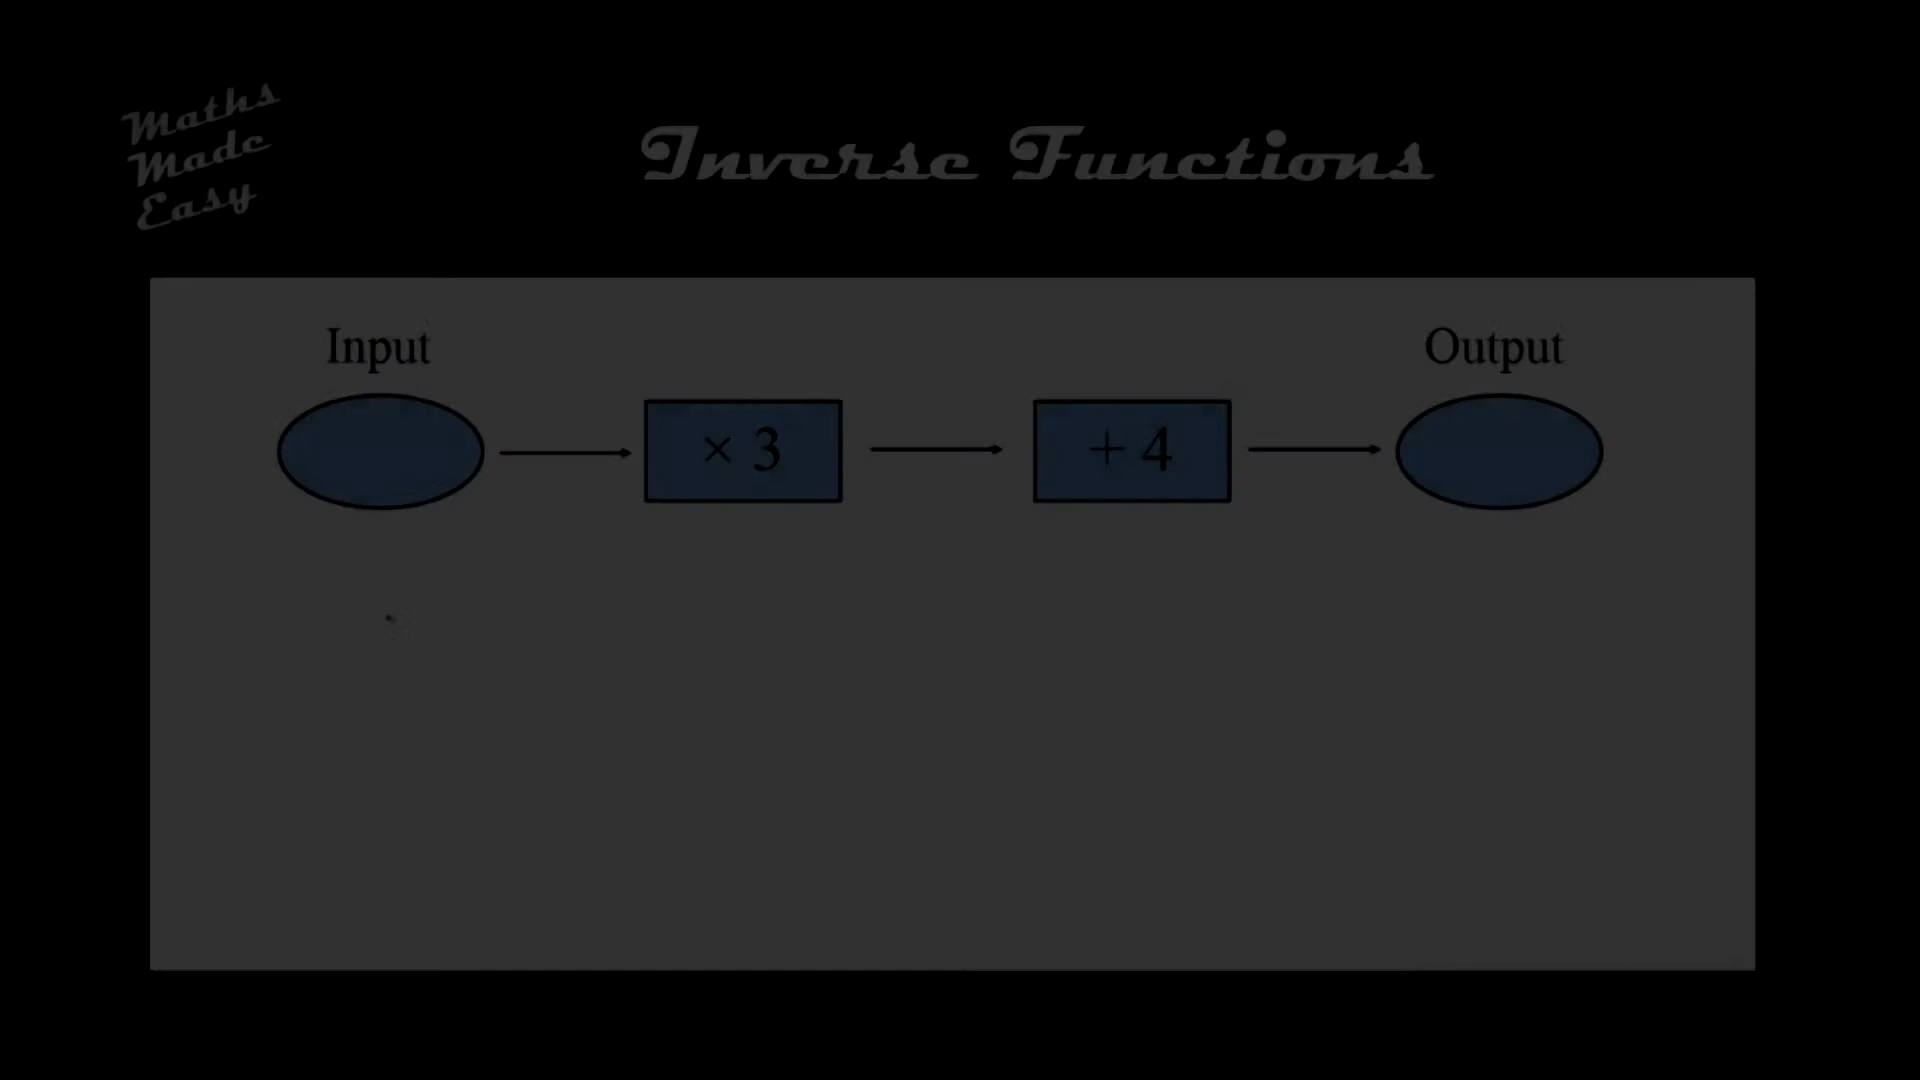 Maths
Made
Easy
Inverse Functions
Input
Output
× 3
+ 4